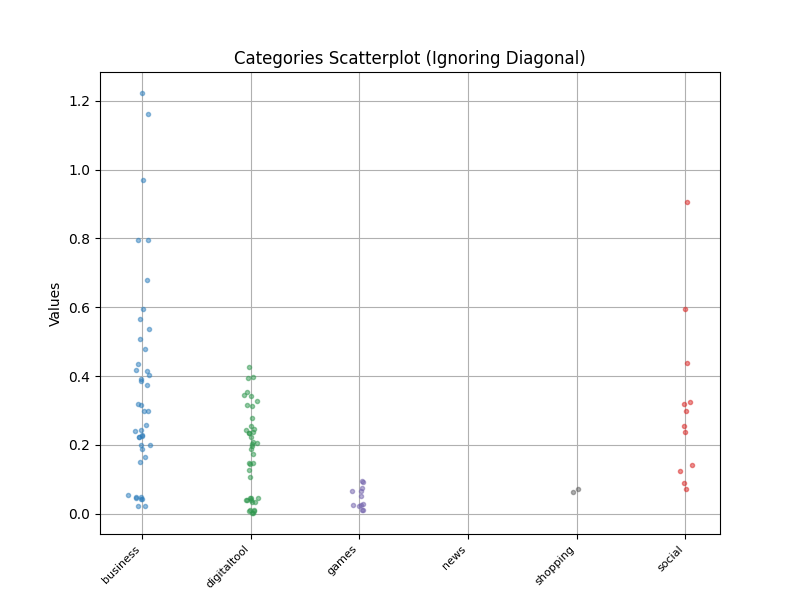 Categories Scatterplot (Ignoring Diagonal)
1.2
1.0
0.8
0.6
0.4
0.2
0.0
Values
business
digitaltool
games
news
shopping
social